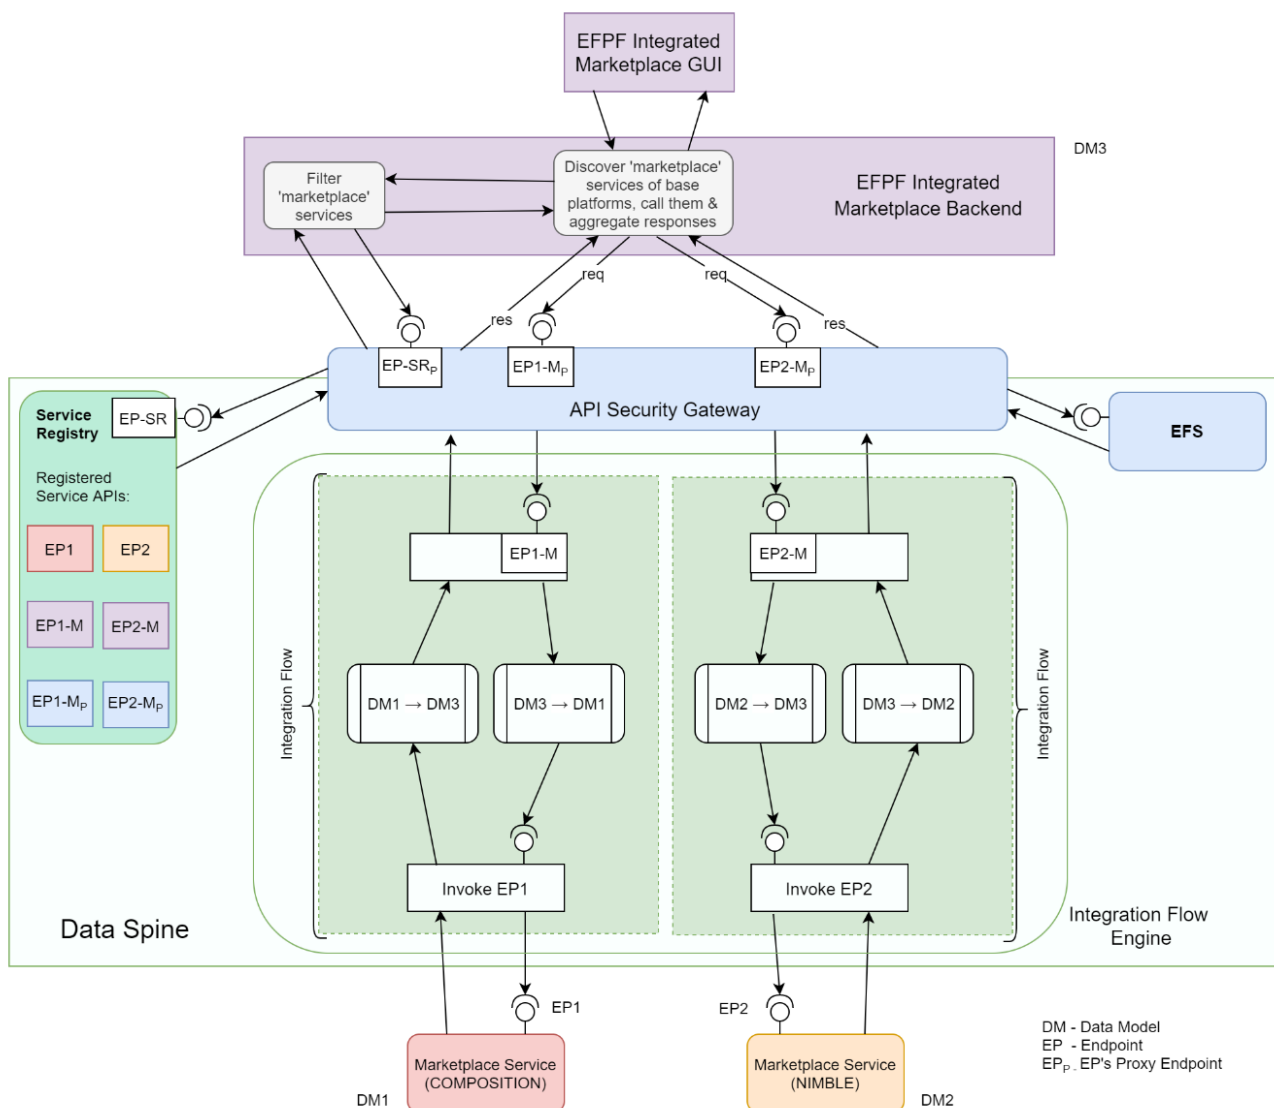 EFPF Integrated
Marketplace GUI
DM3
Filter
'marketplace'
services
Discover 'marketplace'
services of base
platforms, call them &
aggregate responses
EFPF Integrated
Marketplace Backend
req
req
res
res
EP-SRP
EP1-MP
EP2-MP
API Security Gateway
Service
Registry
EP-SR
EFS
Registered
Service APIs:
EP1
EP2
EP1-M
EP2-M
EP1-MP
EP2-MP
EP1-M
EP2-M
Integration Flow
DM1 → DM3
DM3 → DM1
DM2 → DM3
DM3 → DM2
Integration Flow
Invoke EP1
Invoke EP2
Data Spine
Integration Flow
Engine
EP1
EP2
Marketplace Service
(COMPOSITION)
DM1
Marketplace Service
(NIMBLE)
DM2
DM - Data Model
EP - Endpoint
EPP - EP's Proxy Endpoint